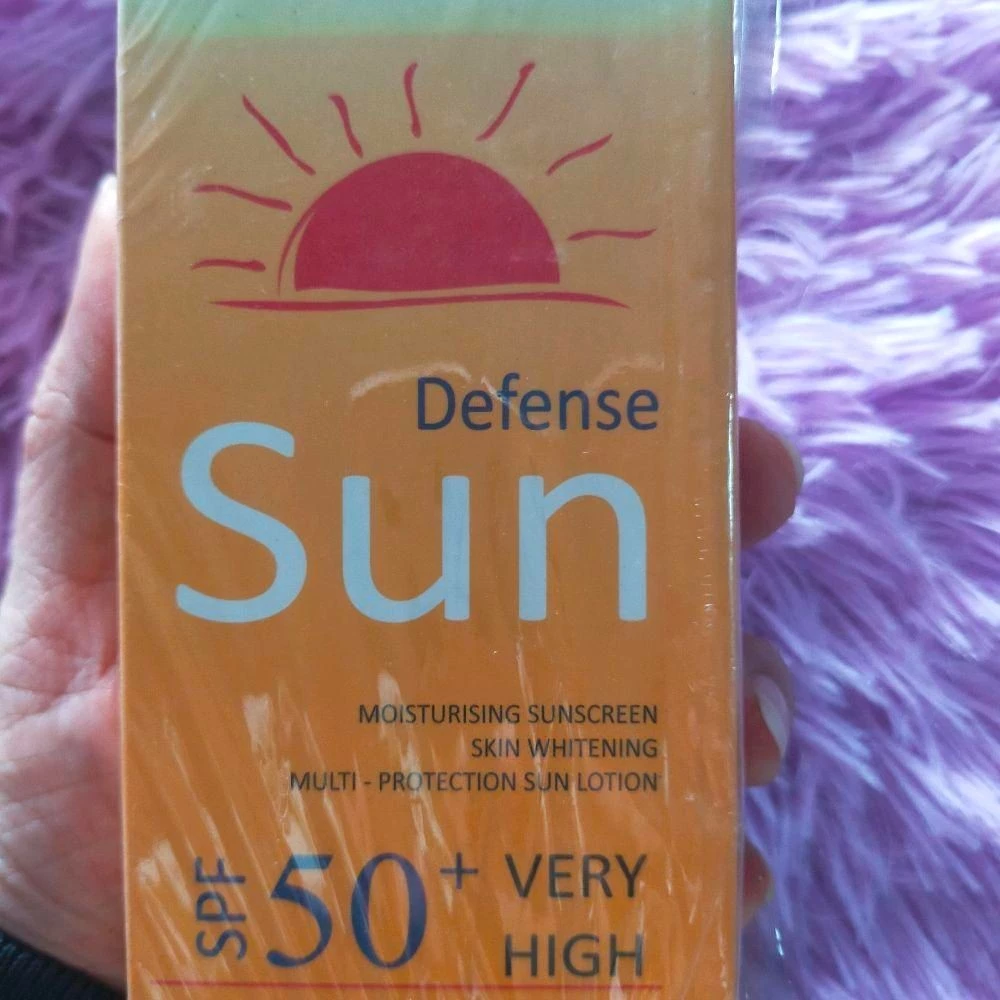 Defense
Sun
MOISTURISING SUNSCREEN
SKIN WHITENING
MULTI - PROTECTION SUN LOTION
SPF 50+ VERY
HIGH